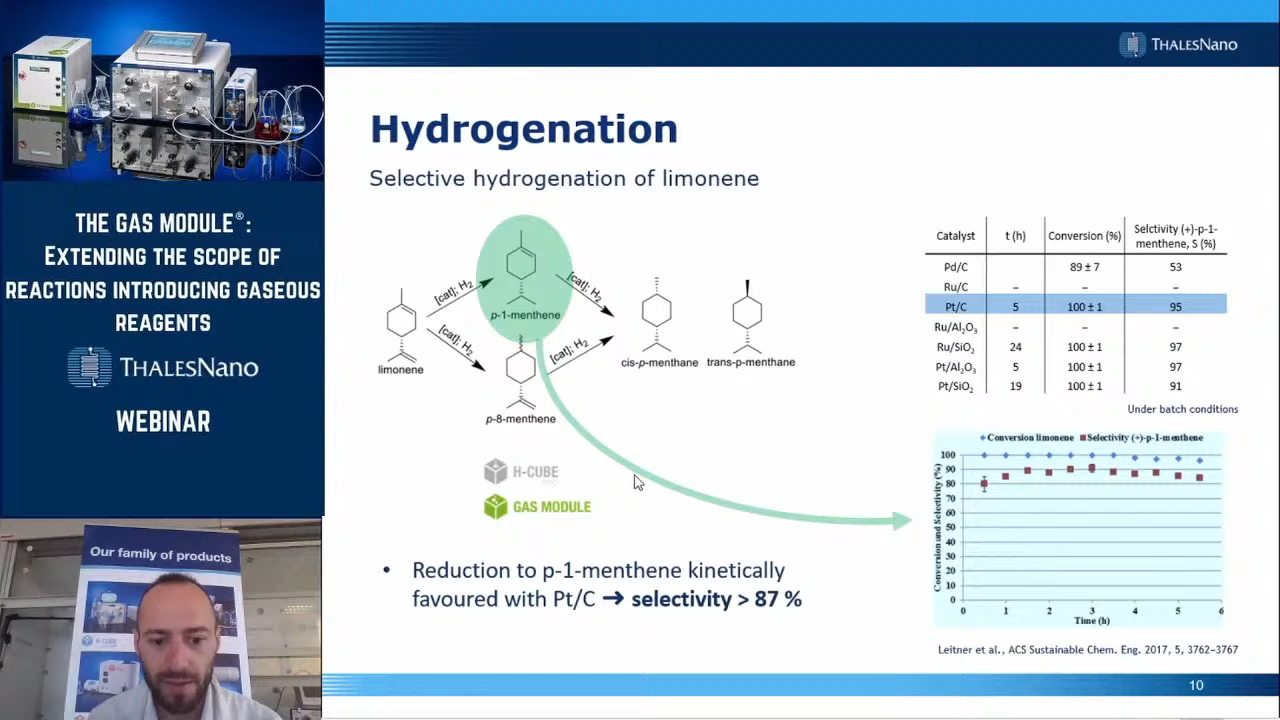 THE GAS MODULE®:
EXTENDING THE SCOPE OF
REACTIONS INTRODUCING GASEOUS
REAGENTS
THALESNANO
WEBINAR
Our family of products
H-CUBE
THALESNANO
Hydrogenation
Selective hydrogenation of limonene
limonene
[cat]; H₂
[cat]; H₂
p-1-menthene
p-8-menthene
[cat]; H₂
[cat]; H₂
cis-p-menthane
trans-p-menthane
H-CUBE
GAS MODULE
• Reduction to p-1-menthene kinetically
favoured with Pt/C ➔ selectivity > 87 %
Catalyst t (h) Conversion (%) Selctivity (+)-p-1-
menthene, S (%)
Pd/C 89 ± 7 53
Ru/C – – –
Pt/C 5 100 ± 1 95
Ru/Al₂O₃ – – –
Ru/SiO₂ 24 100 ± 1 97
Pt/Al₂O₃ 5 100 ± 1 97
Pt/SiO₂ 19 100 ± 1 91
Under batch conditions
Conversion limonene Selectivity (+)-p-1-menthene
Conversion and Selectivity (%)
100
90
80
70
60
50
40
30
20
10
0
0 1 2 3 4 5 6
Time (h)
Leitner et al., ACS Sustainable Chem. Eng. 2017, 5, 3762–3767
10